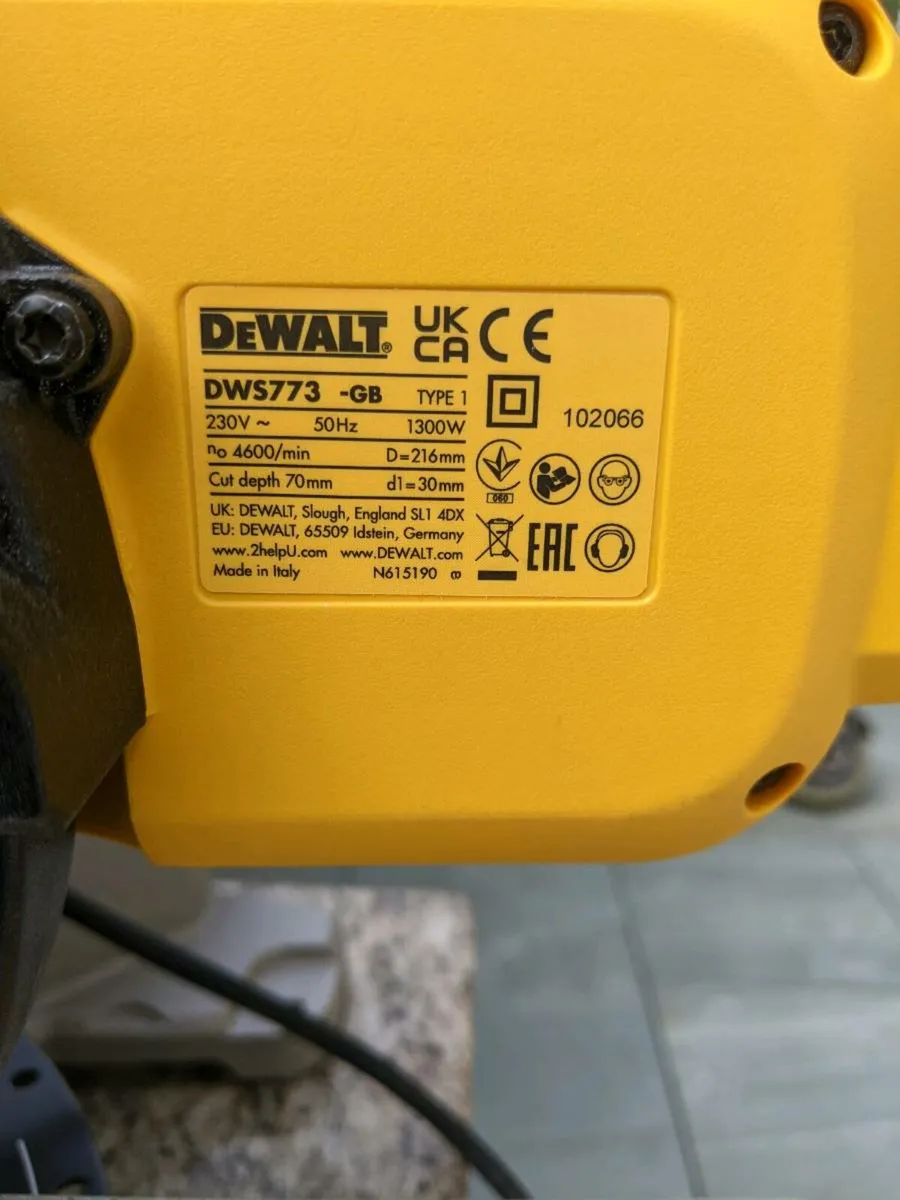 DEWALT® UK CA CE
DWS773 -GB TYPE 1
230V ~ 50Hz 1300W
102066
no 4600/min D=216mm
Cut depth 70mm d1=30mm
060
UK: DEWALT, Slough, England SL1 4DX
EU: DEWALT, 65509 Idstein, Germany
www.2helpU.com www.DEWALT.com
EAC
Made in Italy N615190